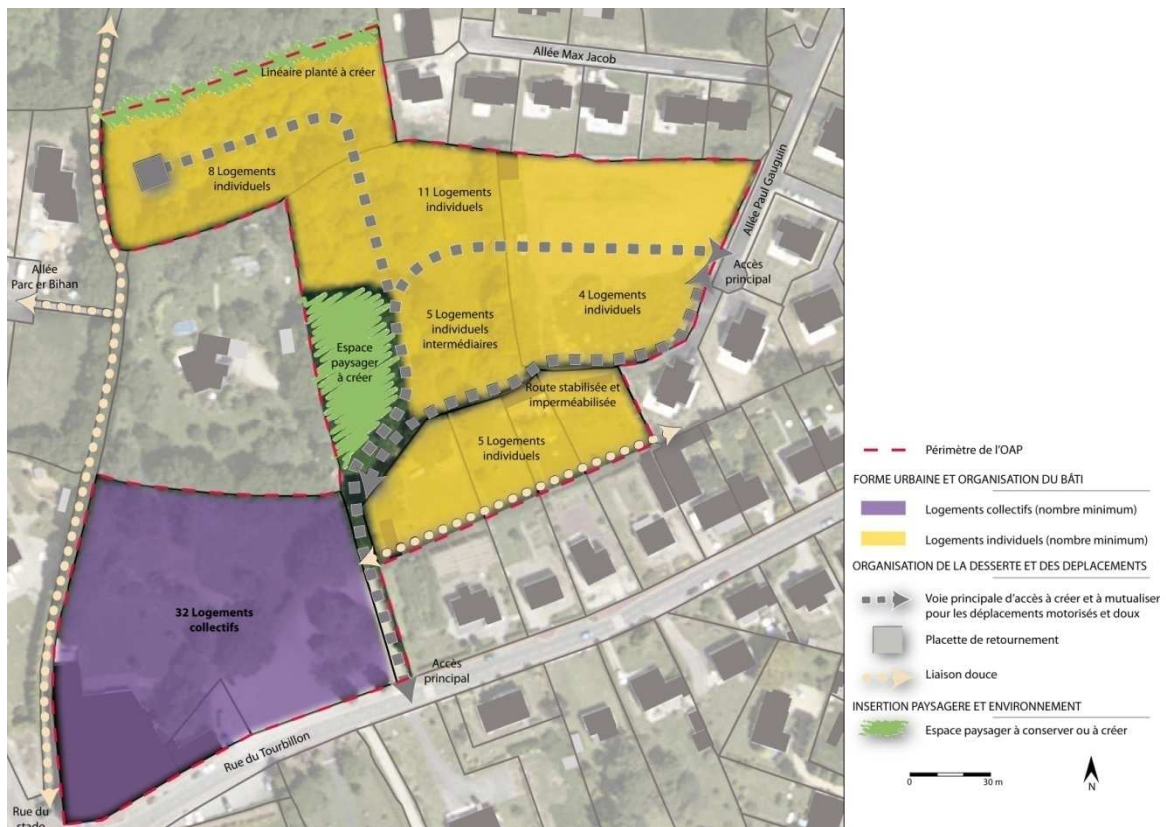 Allée Max Jacob
Linéaire planté à créer
8 Logements
individuels
11 Logements
individuels
Allée Paul Gauguin
Allée
Parc er Bihan
Accès
principal
4 Logements
individuels
5 Logements
individuels
intermédiaires
Espace
paysager
à créer
Route stabilisée et
imperméabilisée
5 Logements
individuels
32 Logements
collectifs
Accès
principal
Rue du Tourbillon
Rue du
stade
Périmètre de l'OAP
FORME URBAINE ET ORGANISATION DU BÂTI
Logements collectifs (nombre minimum)
Logements individuels (nombre minimum)
ORGANISATION DE LA DESSERTE ET DES DEPLACEMENTS
Voie principale d'accès à créer et à mutualiser
pour les déplacements motorisés et doux
Placette de retournement
Liaison douce
INSERTION PAYSAGERE ET ENVIRONNEMENT
Espace paysager à conserver ou à créer
0 30 m
N